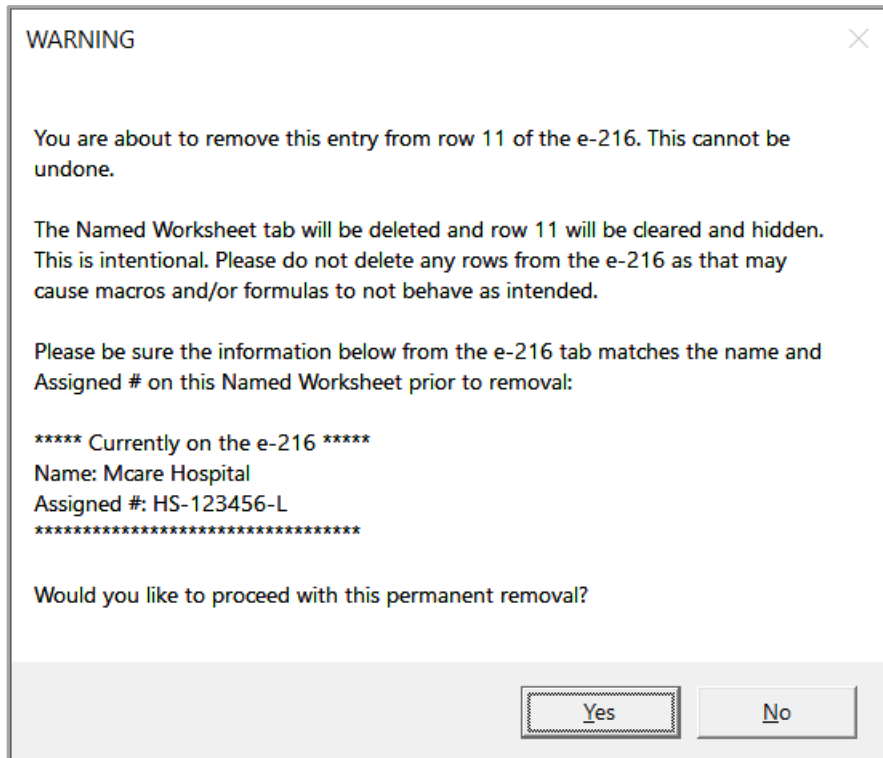 WARNING
You are about to remove this entry from row 11 of the e-216. This cannot be
undone.
The Named Worksheet tab will be deleted and row 11 will be cleared and hidden.
This is intentional. Please do not delete any rows from the e-216 as that may
cause macros and/or formulas to not behave as intended.
Please be sure the information below from the e-216 tab matches the name and
Assigned # on this Named Worksheet prior to removal:
***** Currently on the e-216 *****
Name: Mcare Hospital
Assigned #: HS-123456-L
**********************************
Would you like to proceed with this permanent removal?
Yes No